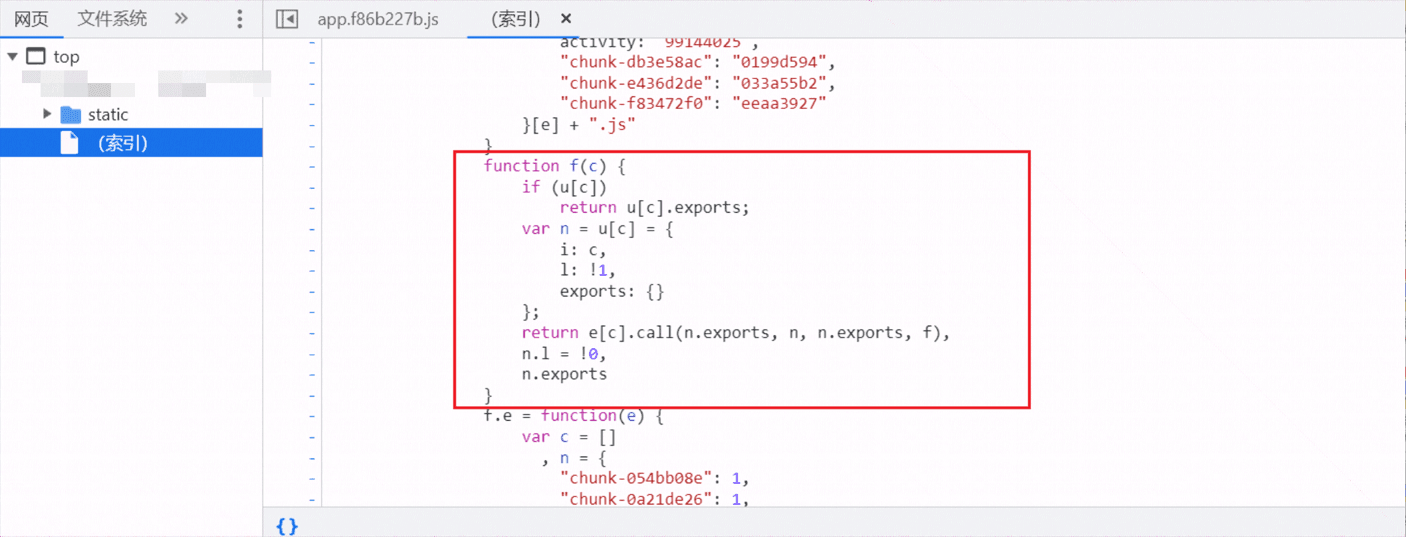 网页 文件系统 » app.f86b227b.js (索引) ×
top
static
(索引)
activity: "99144025",
"chunk-db3e58ac": "0199d594",
"chunk-e436d2de": "033a55b2",
"chunk-f83472f0": "eeaa3927"
}[e] + ".js"
}
function f(c) {
if (u[c])
return u[c].exports;
var n = u[c] = {
i: c,
l: !1,
exports: {}
};
return e[c].call(n.exports, n, n.exports, f),
n.l = !0,
n.exports
}
f.e = function(e) {
var c = []
, n = {
"chunk-054bb08e": 1,
"chunk-0a21de26": 1,
{}